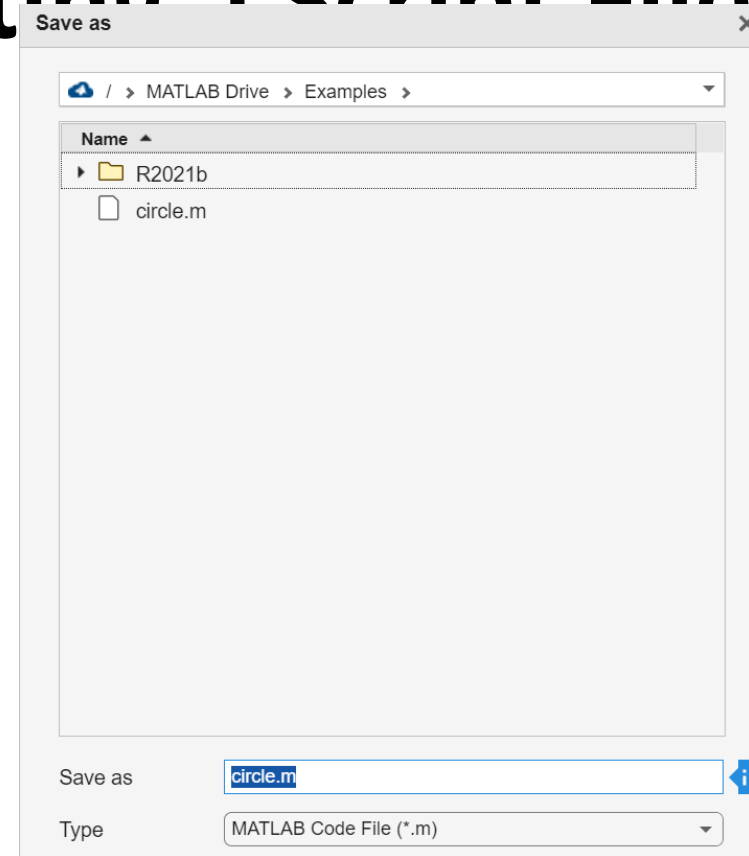 Save as
/ > MATLAB Drive > Examples >
Name
R2021b
circle.m
Save as circle.m
Type MATLAB Code File (*.m)